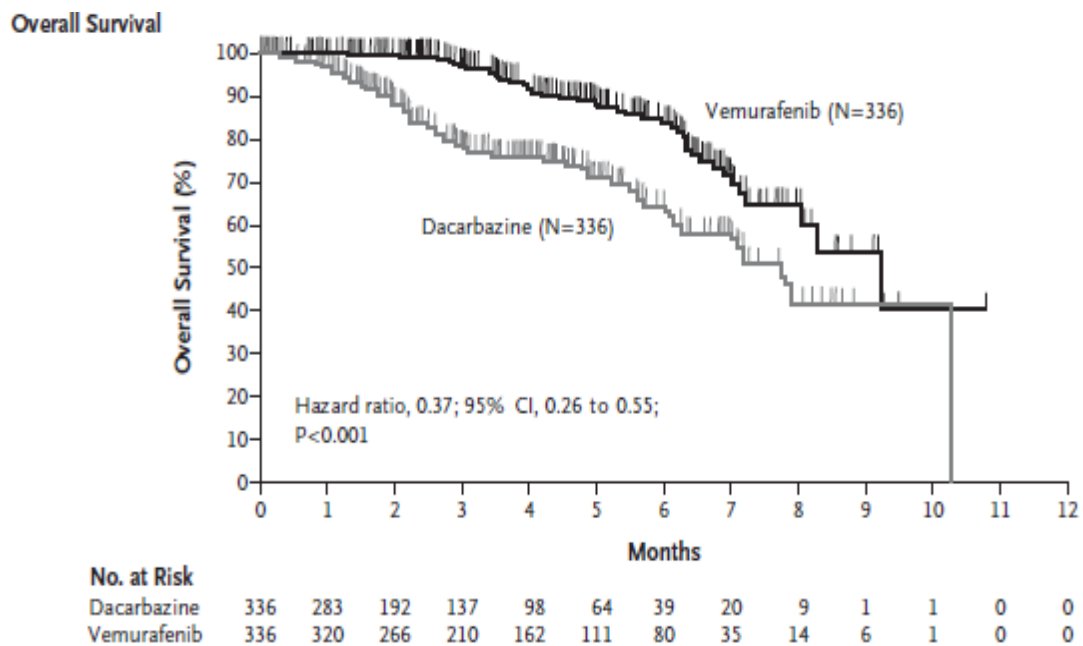 Overall Survival
100
90
80
70
60
50
40
30
20
10
0
Overall Survival (%)
Vemurafenib (N=336)
Dacarbazine (N=336)
Hazard ratio, 0.37; 95% CI, 0.26 to 0.55;
P<0.001
0 1 2 3 4 5 6 7 8 9 10 11 12
Months
No. at Risk
Dacarbazine 336 283 192 137 98 64 39 20 9 1 1 0 0
Vemurafenib 336 320 266 210 162 111 80 35 14 6 1 0 0